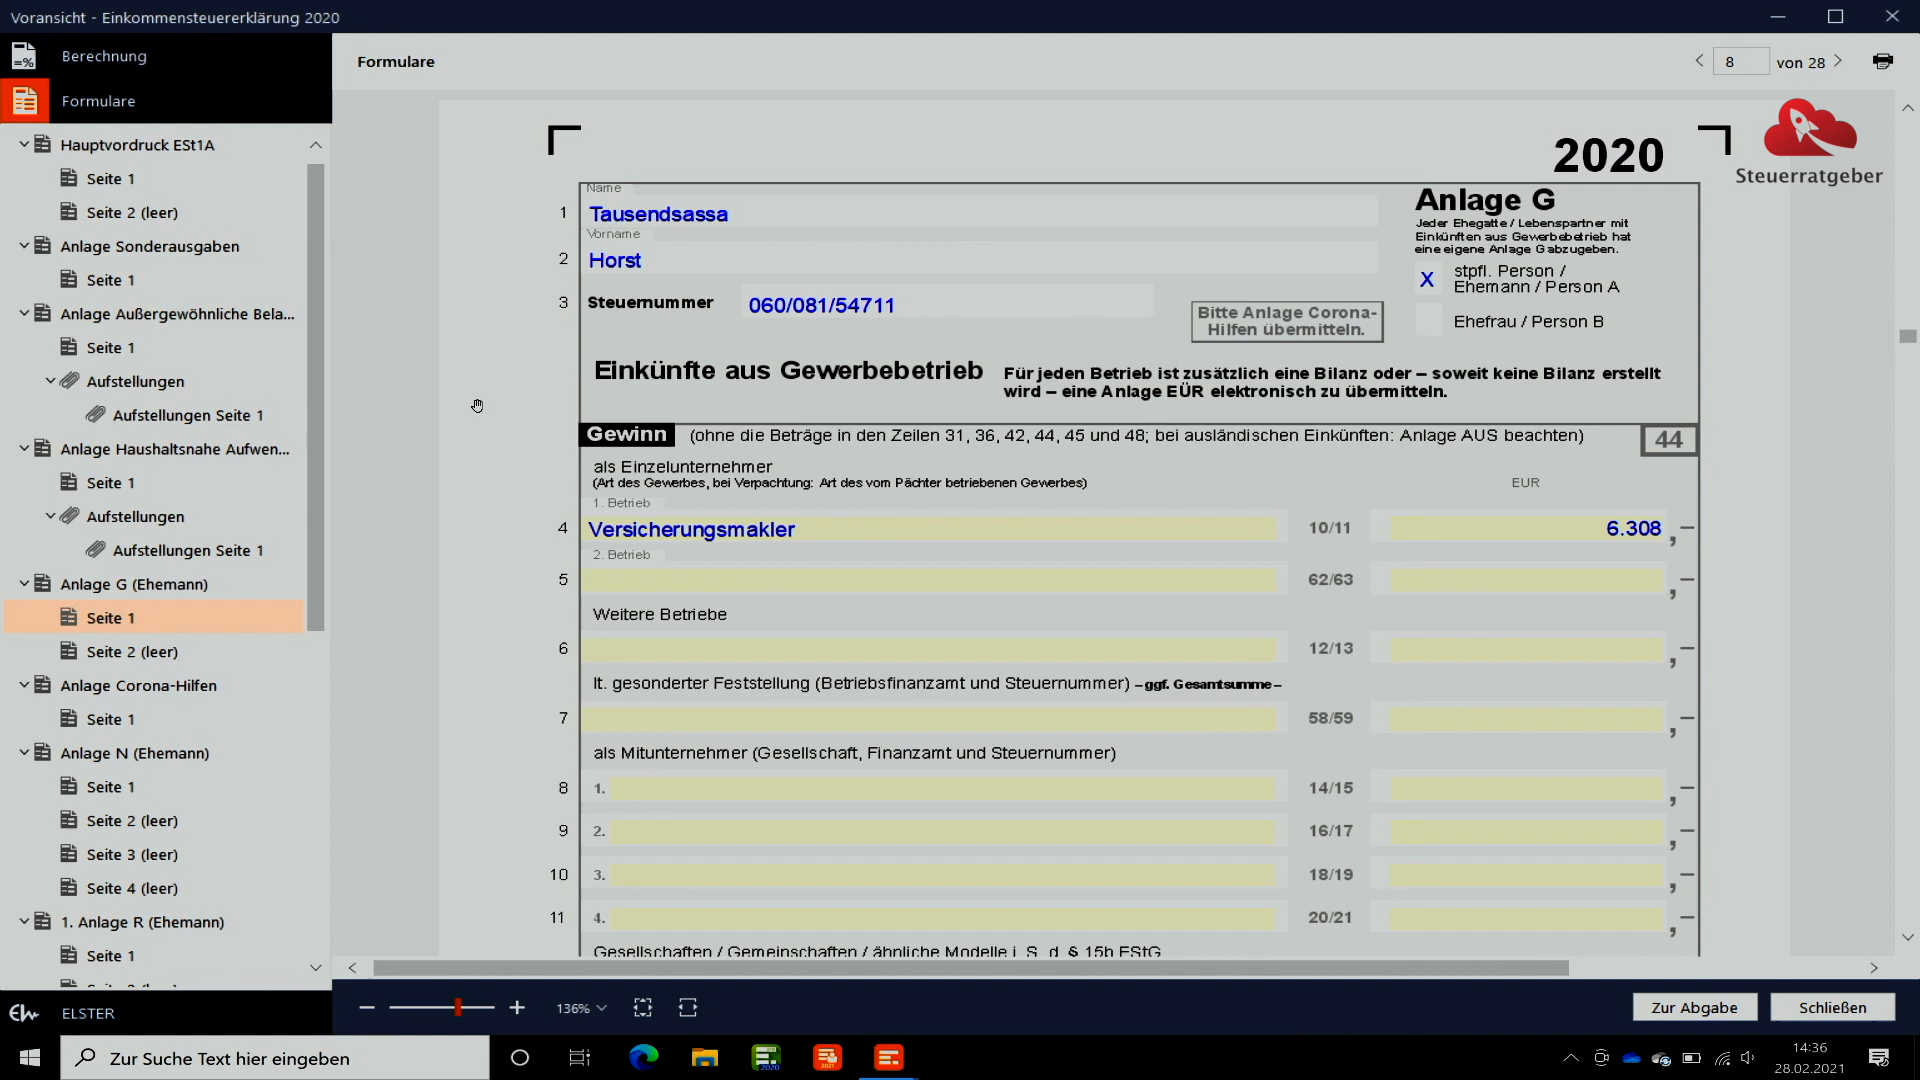 Voransicht - Einkommensteuererklärung 2020
Berechnung
Formulare
Hauptvordruck ESt1A
Seite 1
Seite 2 (leer)
Anlage Sonderausgaben
Seite 1
Anlage Außergewöhnliche Bela...
Seite 1
Aufstellungen
Aufstellungen Seite 1
Anlage Haushaltsnahe Aufwen...
Seite 1
Aufstellungen
Aufstellungen Seite 1
Anlage G (Ehemann)
Seite 1
Seite 2 (leer)
Anlage Corona-Hilfen
Seite 1
Anlage N (Ehemann)
Seite 1
Seite 2 (leer)
Seite 3 (leer)
Seite 4 (leer)
1. Anlage R (Ehemann)
Seite 1
ELSTER
Formulare
8 von 28
Steuerratgeber
2020
Name
1 Tausendsassa
Vorname
2 Horst
3 Steuernummer 060/081/54711
Bitte Anlage Corona-
Hilfen übermitteln.
Anlage G
Jeder Ehegatte / Lebenspartner mit
Einkünften aus Gewerbebetrieb hat
eine eigene Anlage G abzugeben.
X stpfl. Person /
Ehemann / Person A
Ehefrau / Person B
Einkünfte aus Gewerbebetrieb
Für jeden Betrieb ist zusätzlich eine Bilanz oder – soweit keine Bilanz erstellt
wird – eine Anlage EÜR elektronisch zu übermitteln.
Gewinn (ohne die Beträge in den Zeilen 31, 36, 42, 44, 45 und 48; bei ausländischen Einkünften: Anlage AUS beachten) 44
als Einzelunternehmer
(Art des Gewerbes, bei Verpachtung: Art des vom Pächter betriebenen Gewerbes) EUR
1. Betrieb
4 Versicherungsmakler 10/11 6.308 ,–
2. Betrieb
5 62/63 ,–
Weitere Betriebe
6 12/13 ,–
lt. gesonderter Feststellung (Betriebsfinanzamt und Steuernummer) – ggf. Gesamtsumme –
7 58/59 ,–
als Mitunternehmer (Gesellschaft, Finanzamt und Steuernummer)
8 1. 14/15 ,–
9 2. 16/17 ,–
10 3. 18/19 ,–
11 4. 20/21 ,–
Gesellschaften / Gemeinschaften / ähnliche Modelle i. S. d. § 15b EStG
136%
Zur Abgabe
Schließen
Zur Suche Text hier eingeben
2020
2021
14:36
28.02.2021